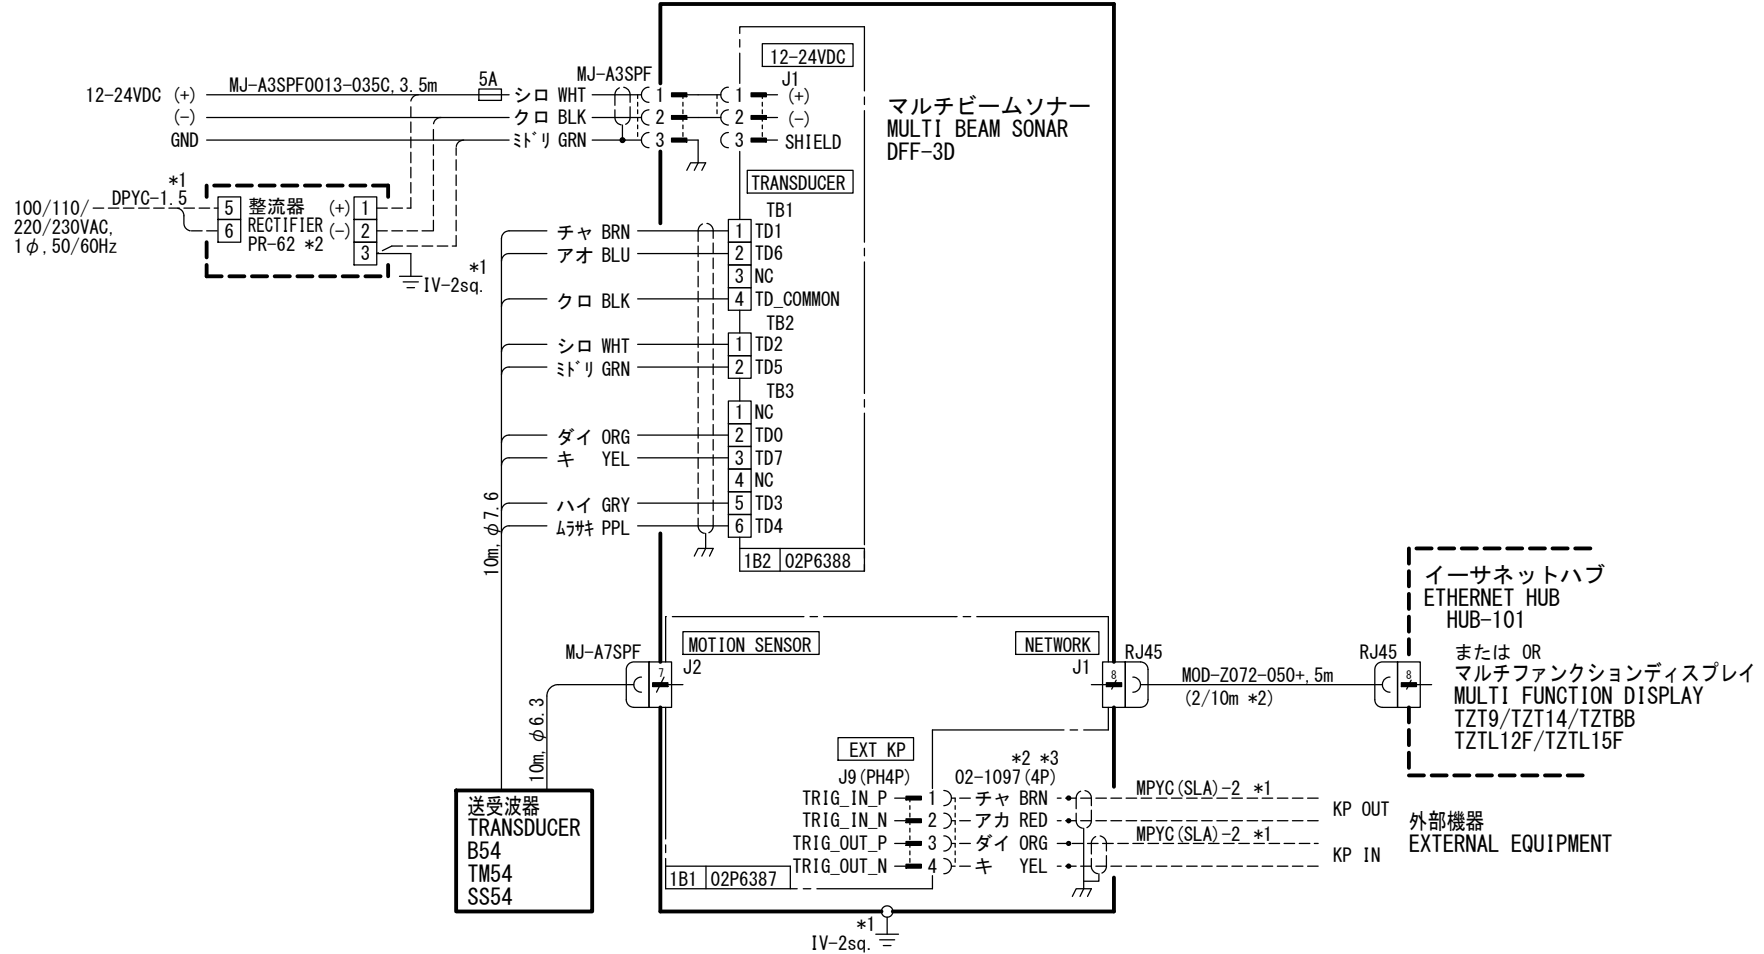 12-24VDC (+)
(-)
GND
MJ-A3SPF0013-035C, 3.5m
5A
シロ WHT
クロ BLK
ﾐﾄﾞﾘ GRN
MJ-A3SPF
1
2
3
12-24VDC
J1
1 (+)
2 (-)
3 SHIELD
マルチビームソナー
MULTI BEAM SONAR
DFF-3D
100/110/
220/230VAC,
1φ, 50/60Hz
*1
DPYC-1.5
5
6
整流器
RECTIFIER
PR-62 *2
(+) 1
(-) 2
3
*1
IV-2sq.
TRANSDUCER
TB1
チャ BRN 1 TD1
アオ BLU 2 TD6
3 NC
クロ BLK 4 TD_COMMON
TB2
シロ WHT 1 TD2
ﾐﾄﾞﾘ GRN 2 TD5
TB3
1 NC
ダイ ORG 2 TD0
キ YEL 3 TD7
4 NC
ハイ GRY 5 TD3
ﾑﾗｻｷ PPL 6 TD4
1B2 02P6388
10m, φ7.6
10m, φ6.3
MJ-A7SPF
7
MOTION SENSOR
J2
NETWORK
J1
8
RJ45
MOD-Z072-050+, 5m
(2/10m *2)
RJ45
8
イーサネットハブ
ETHERNET HUB
HUB-101
または OR
マルチファンクションディスプレイ
MULTI FUNCTION DISPLAY
TZT9/TZT14/TZTBB
TZTL12F/TZTL15F
EXT KP
J9(PH4P)
*2 *3
02-1097(4P)
TRIG_IN_P 1 チャ BRN
TRIG_IN_N 2 アカ RED
TRIG_OUT_P 3 ダイ ORG
TRIG_OUT_N 4 キ YEL
MPYC(SLA)-2 *1
KP OUT
MPYC(SLA)-2 *1
KP IN
外部機器
EXTERNAL EQUIPMENT
1B1 02P6387
送受波器
TRANSDUCER
B54
TM54
SS54
*1
IV-2sq.